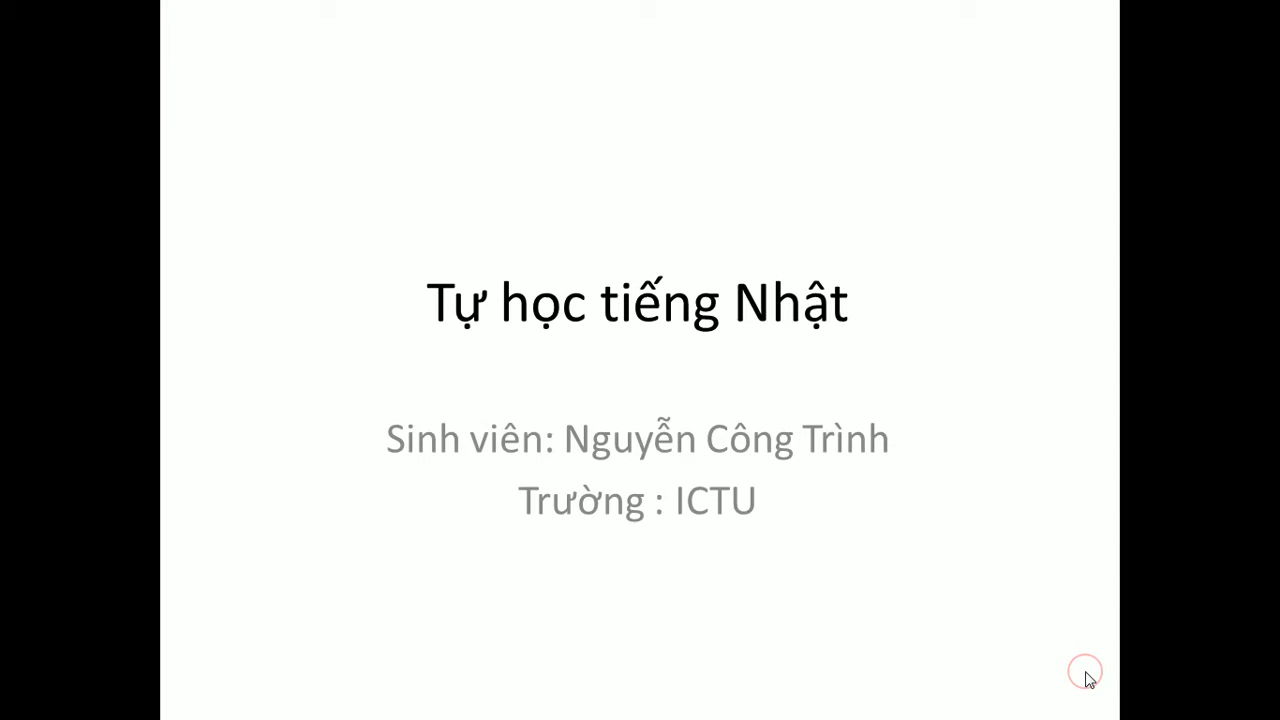 Tự học tiếng Nhật
Sinh viên: Nguyễn Công Trình
Trường : ICTU